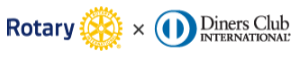 Rotary × Diners Club
INTERNATIONAL®